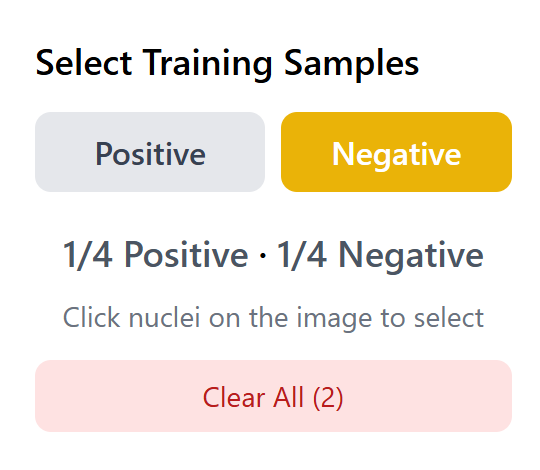 Select Training Samples
Positive Negative
1/4 Positive · 1/4 Negative
Click nuclei on the image to select
Clear All (2)